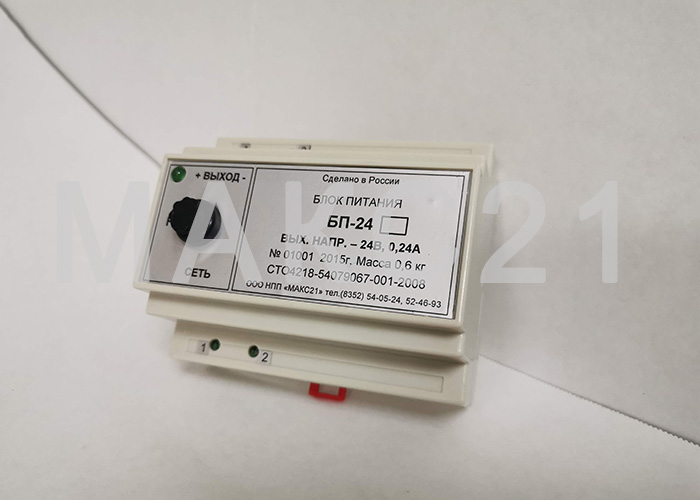 МАКС21
+ ВЫХОД -
СЕТЬ
Сделано в России
БЛОК ПИТАНИЯ
БП-24
ВЫХ. НАПР. – 24В, 0,24А
№ 01001 2015г, Масса 0,6 кг
СТО4218-54079067-001-2008
ООО НПП «МАКС21» тел.(8352) 54-05-24, 52-46-93
1
2